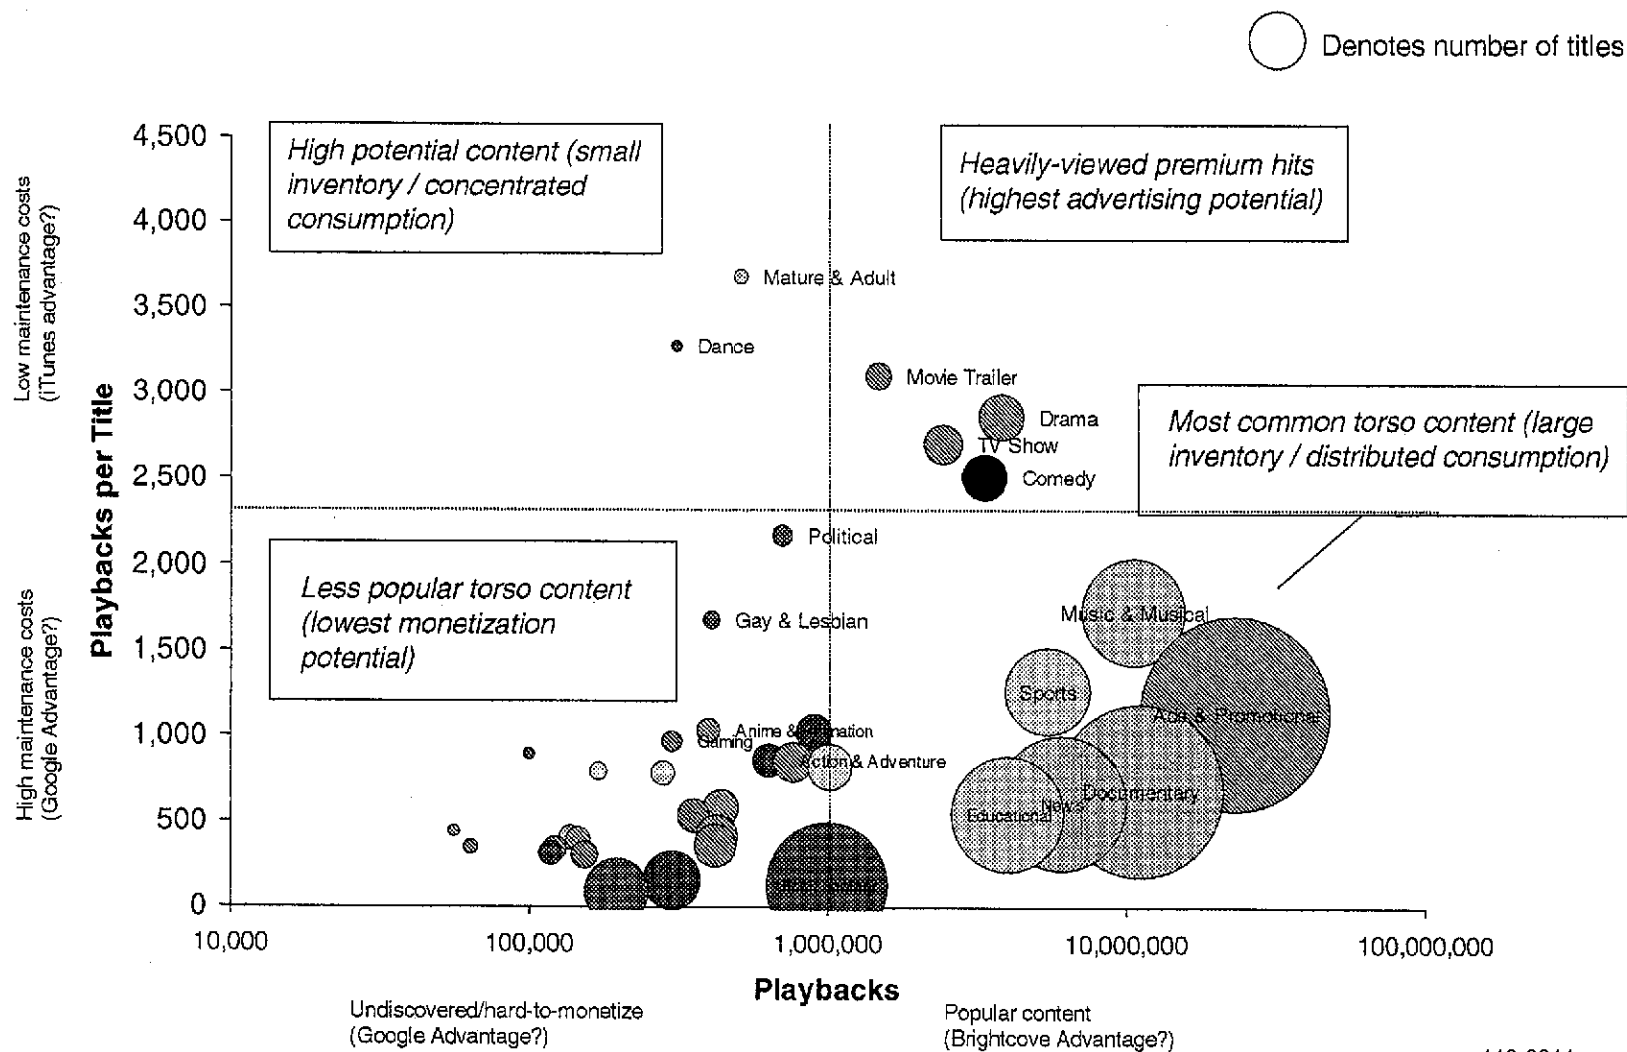 Denotes number of titles
4,500
4,000
3,500
3,000
2,500
2,000
1,500
1,000
500
0
Low maintenance costs
(iTunes advantage?)
High maintenance costs
(Google Advantage?)
Playbacks per Title
High potential content (small
inventory / concentrated
consumption)
Heavily-viewed premium hits
(highest advertising potential)
Mature & Adult
Dance
Movie Trailer
Drama
TV Show
Comedy
Most common torso content (large
inventory / distributed consumption)
Political
Less popular torso content
(lowest monetization
potential)
Gay & Lesbian
Music & Musical
Sports
Ads & Promotional
Anime & Animation
Gaming
Action & Adventure
Documentary
News
Educational
10,000
100,000
1,000,000
10,000,000
100,000,000
Playbacks
Undiscovered/hard-to-monetize
(Google Advantage?)
Popular content
(Brightcove Advantage?)